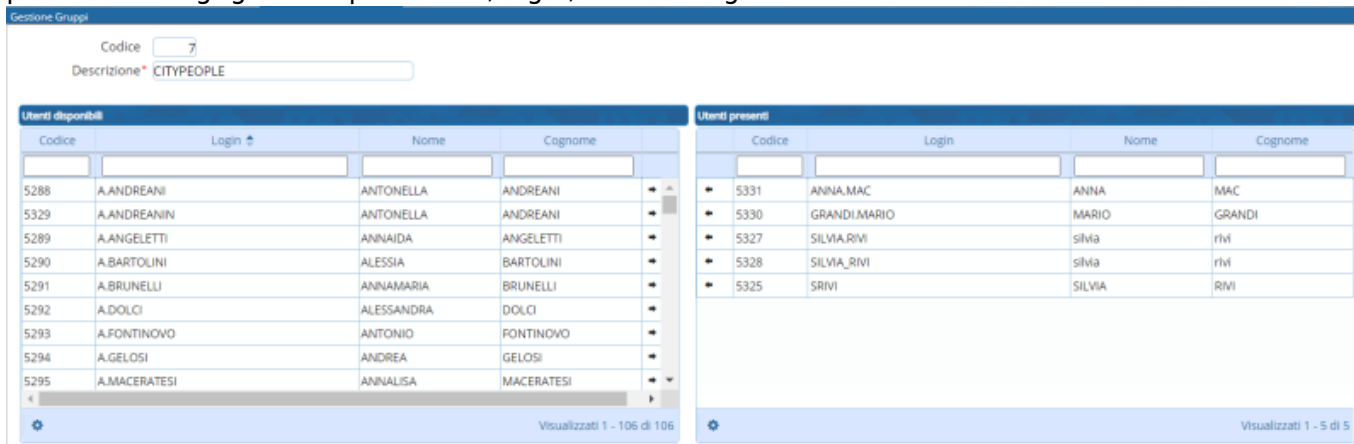 Gestione Gruppi
Codice 7
Descrizione* CITYPEOPLE
Utenti disponibili
Codice Login Nome Cognome
5288 A.ANDREANI ANTONELLA ANDREANI
5329 A.ANDREANIN ANTONELLA ANDREANI
5289 A.ANGELETTI ANNAIDA ANGELETTI
5290 A.BARTOLINI ALESSIA BARTOLINI
5291 A.BRUNELLI ANNAMARIA BRUNELLI
5292 A.DOLCI ALESSANDRA DOLCI
5293 A.FONTINOVO ANTONIO FONTINOVO
5294 A.GELOSI ANDREA GELOSI
5295 A.MACERATESI ANNALISA MACERATESI
Visualizzati 1 - 106 di 106
Utenti presenti
Codice Login Nome Cognome
5331 ANNA.MAC ANNA MAC
5330 GRANDI.MARIO MARIO GRANDI
5327 SILVIA.RIVI silvia rivi
5328 SILVIA_RIVI silvia rivi
5325 SRIVI SILVIA RIVI
Visualizzati 1 - 5 di 5